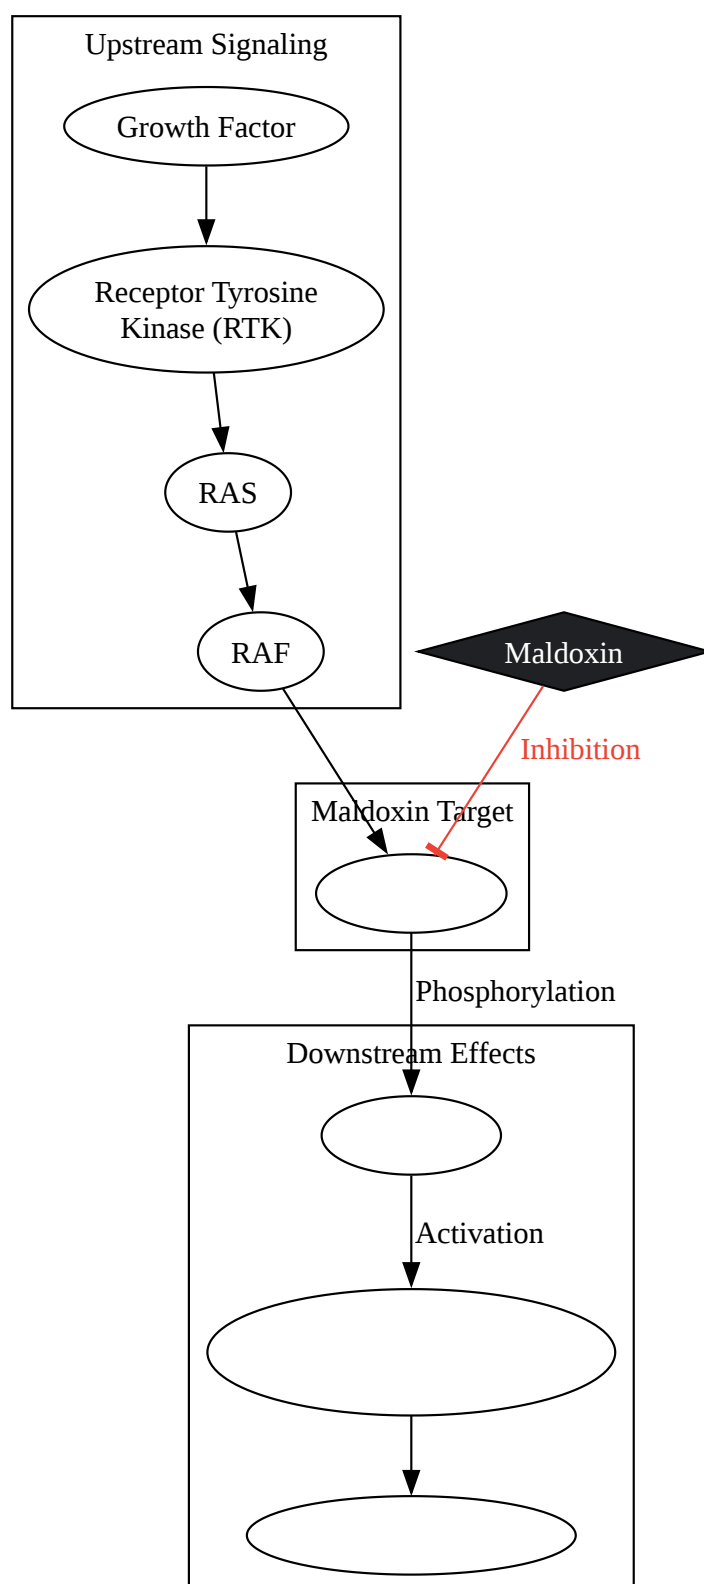 Upstream Signaling
Growth Factor
Receptor Tyrosine
Kinase (RTK)
RAS
RAF
Maldoxin
Inhibition
Maldoxin Target
Phosphorylation
Downstream Effects
Activation